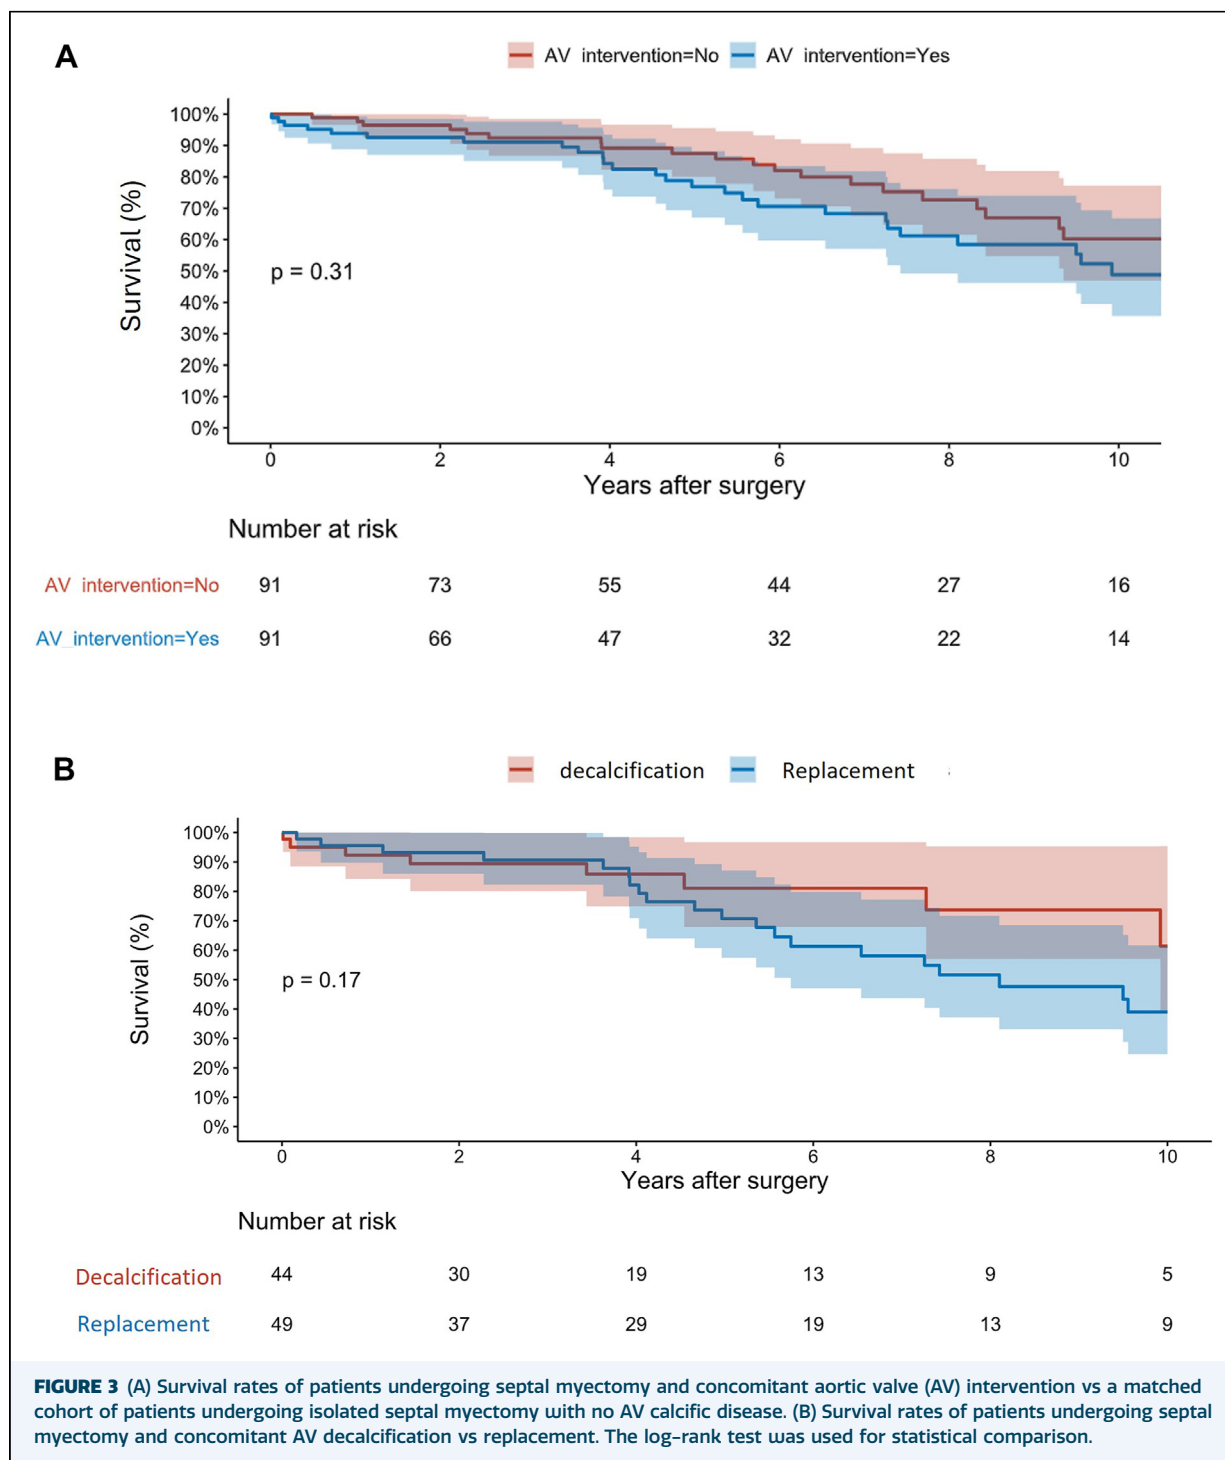 A
AV intervention=No AV intervention=Yes
100%
90%
80%
70%
60%
50%
40%
30%
20%
10%
0%
Survival (%)
p = 0.31
0 2 4 6 8 10
Years after surgery
Number at risk
AV intervention=No 91 73 55 44 27 16
AV_intervention=Yes 91 66 47 32 22 14
B
decalcification Replacement
100%
90%
80%
70%
60%
50%
40%
30%
20%
10%
0%
Survival (%)
p = 0.17
0 2 4 6 8 10
Years after surgery
Number at risk
Decalcification 44 30 19 13 9 5
Replacement 49 37 29 19 13 9
FIGURE 3 (A) Survival rates of patients undergoing septal myectomy and concomitant aortic valve (AV) intervention vs a matched
cohort of patients undergoing isolated septal myectomy with no AV calcific disease. (B) Survival rates of patients undergoing septal
myectomy and concomitant AV decalcification vs replacement. The log-rank test was used for statistical comparison.